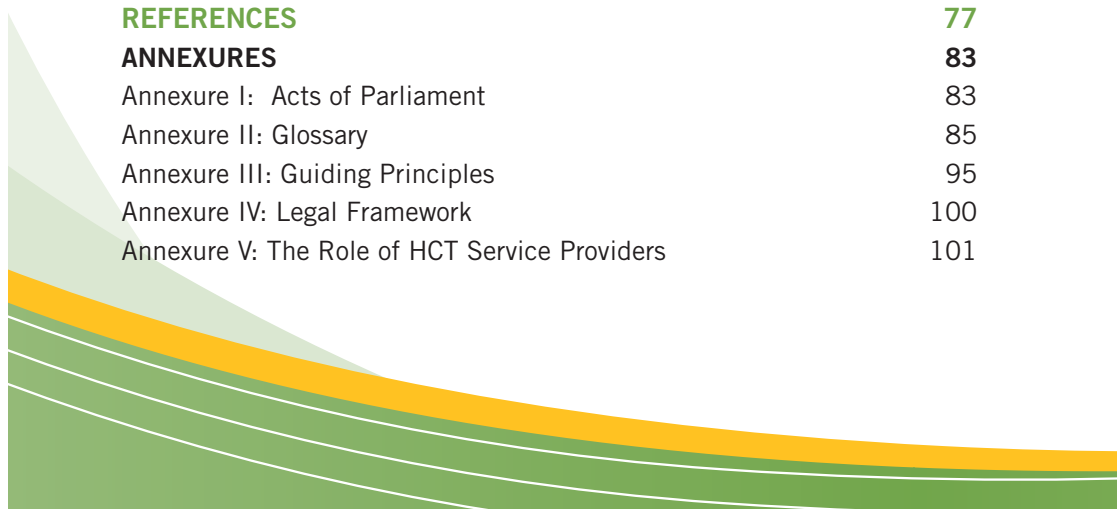 REFERENCES 77
ANNEXURES 83
Annexure I: Acts of Parliament 83
Annexure II: Glossary 85
Annexure III: Guiding Principles 95
Annexure IV: Legal Framework 100
Annexure V: The Role of HCT Service Providers 101